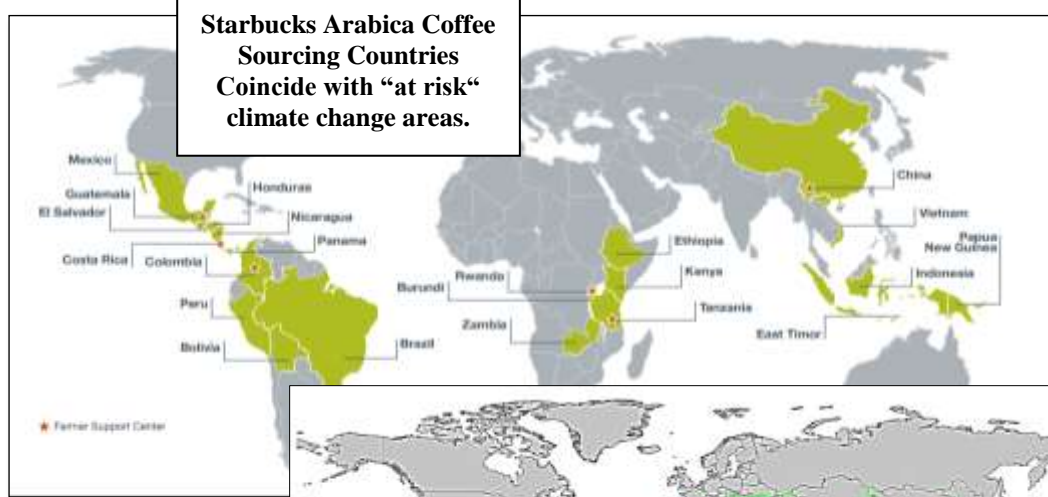 Starbucks Arabica Coffee
Sourcing Countries
Coincide with “at risk“
climate change areas.
Mexico
Guatemala
Honduras
El Salvador
Nicaragua
Panama
Costa Rica
Colombia
Peru
Bolivia
Brazil
Ethiopia
Rwanda
Kenya
Burundi
Tanzania
Zambia
China
Vietnam
Papua
New Guinea
Indonesia
East Timor
★ Farmer Support Center